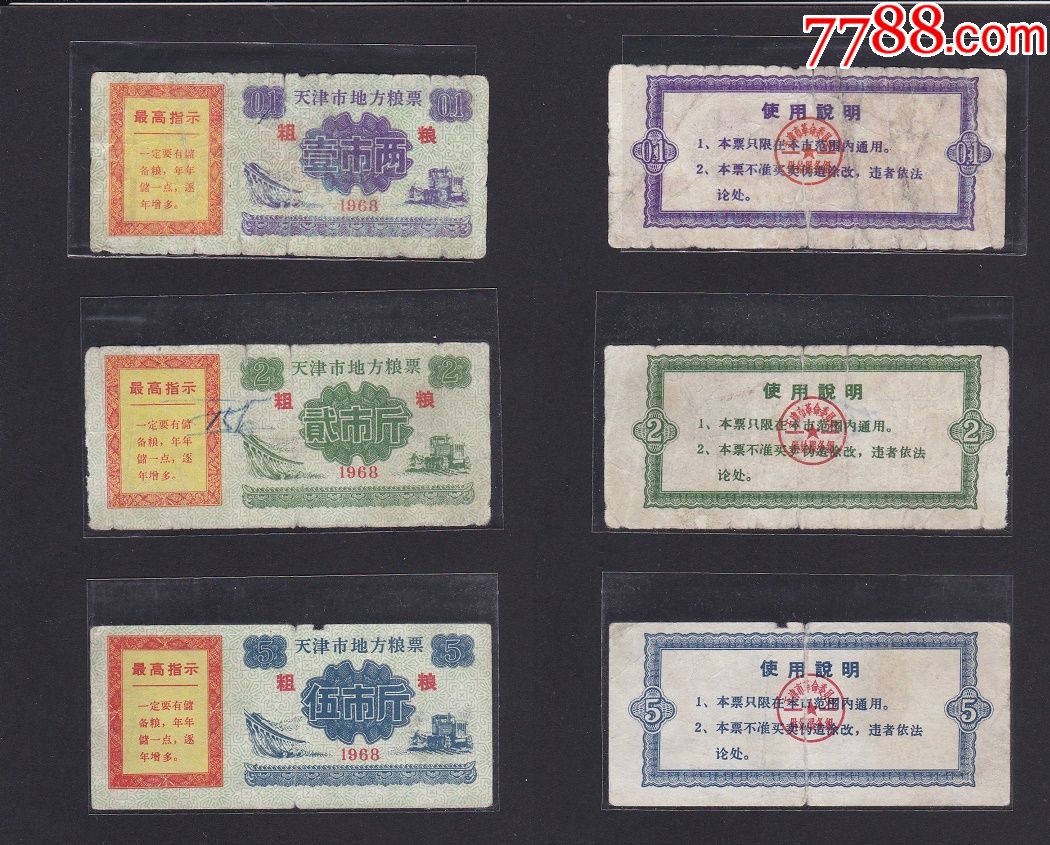 7788.com
最高指示
一定要有储
备粮，年年
储一点，逐
年增多。
01 天津市地方粮票 01
粗 粮
壹市两
1968
使用說明
01 01
1、本票只限在本市范围内通用。
2、本票不准买卖伪造涂改，违者依法
论处。
最高指示
一定要有储
备粮，年年
储一点，逐
年增多。
2 天津市地方粮票 2
粗 粮
贰市斤
1968
使用說明
2 2
1、本票只限在本市范围内通用。
2、本票不准买卖伪造涂改，违者依法
论处。
最高指示
一定要有储
备粮，年年
储一点，逐
年增多。
5 天津市地方粮票 5
粗 粮
伍市斤
1968
使用說明
5 5
1、本票只限在本市范围内通用。
2、本票不准买卖伪造涂改，违者依法
论处。